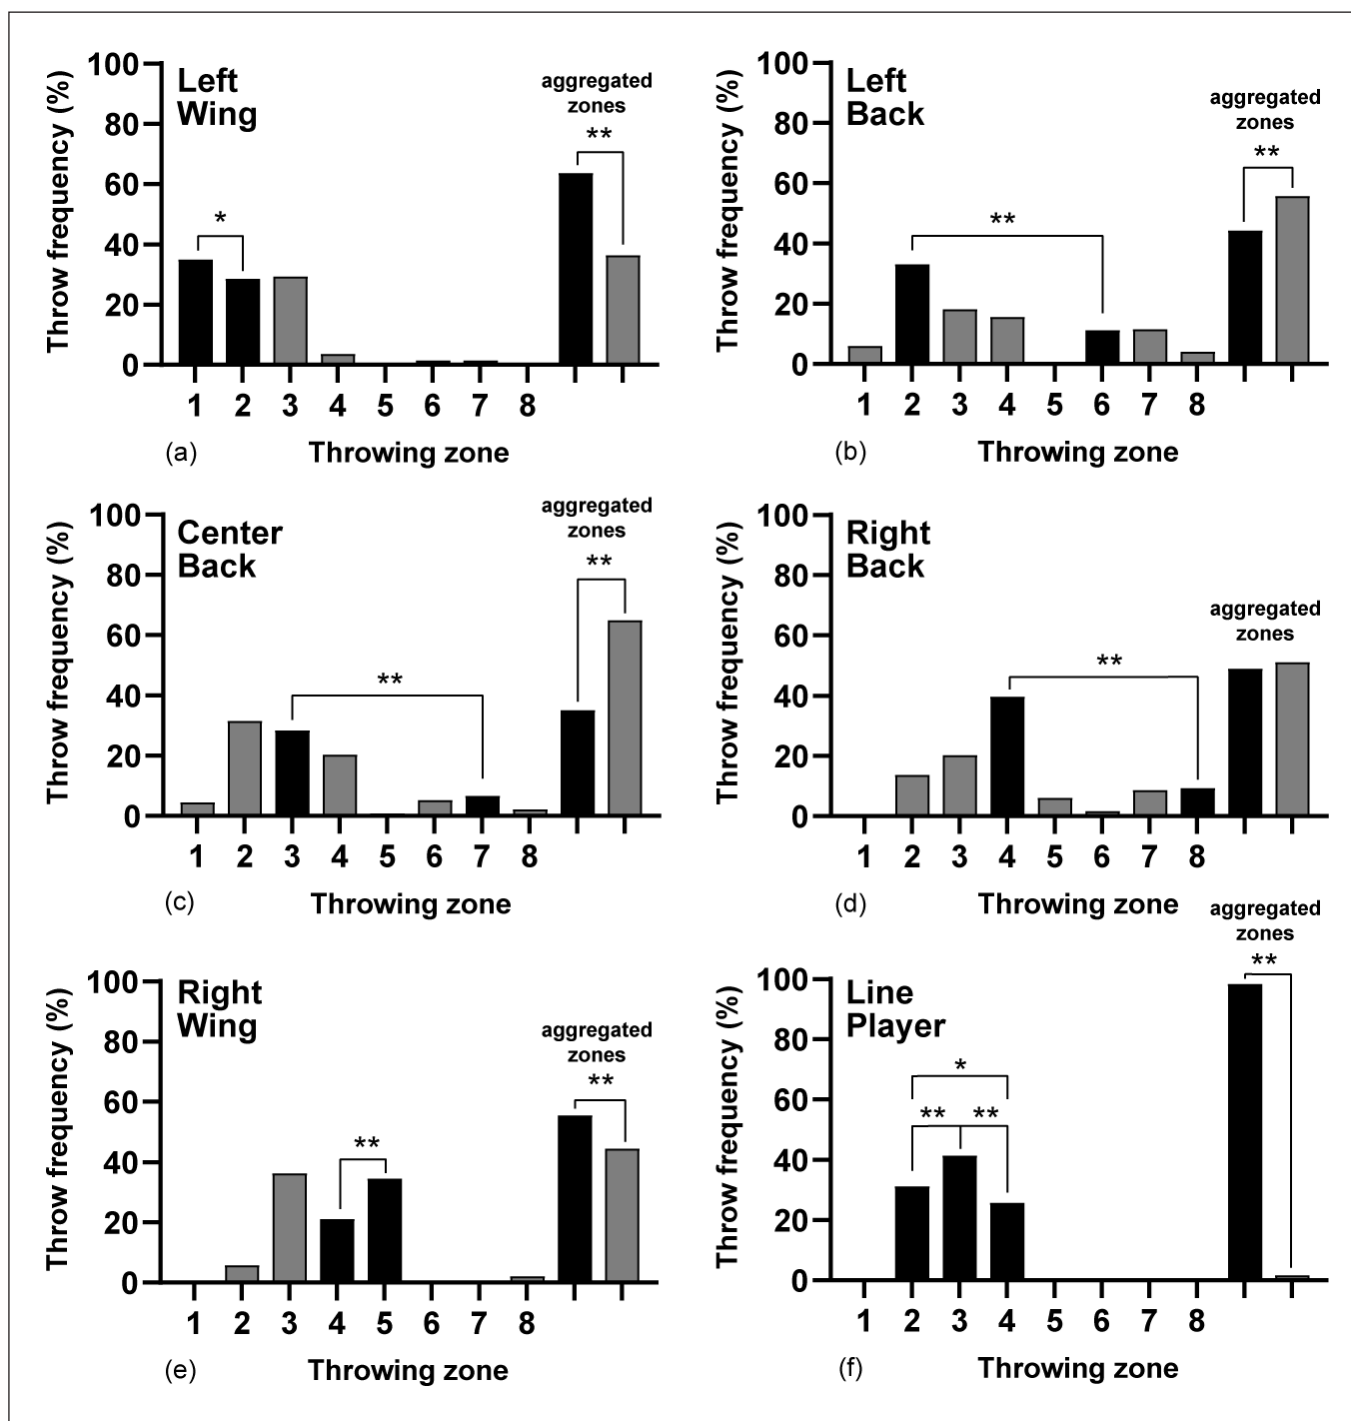 Left
Wing
aggregated
zones
**
*
Throw frequency (%)
100
80
60
40
20
0
1 2 3 4 5 6 7 8
(a)
Throwing zone
Left
Back
aggregated
zones
**
**
Throw frequency (%)
100
80
60
40
20
0
1 2 3 4 5 6 7 8
(b)
Throwing zone
Center
Back
aggregated
zones
**
**
Throw frequency (%)
100
80
60
40
20
0
1 2 3 4 5 6 7 8
(c)
Throwing zone
Right
Back
aggregated
zones
**
Throw frequency (%)
100
80
60
40
20
0
1 2 3 4 5 6 7 8
(d)
Throwing zone
Right
Wing
aggregated
zones
**
**
Throw frequency (%)
100
80
60
40
20
0
1 2 3 4 5 6 7 8
(e)
Throwing zone
Line
Player
aggregated
zones
**
*
** **
Throw frequency (%)
100
80
60
40
20
0
1 2 3 4 5 6 7 8
(f)
Throwing zone